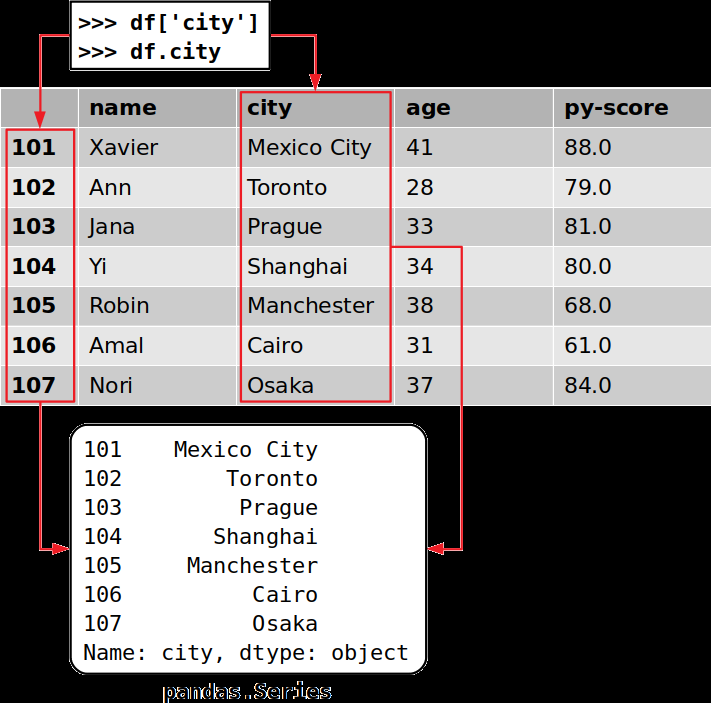 >>> df['city']
>>> df.city
name city age py-score
101 Xavier Mexico City 41 88.0
102 Ann Toronto 28 79.0
103 Jana Prague 33 81.0
104 Yi Shanghai 34 80.0
105 Robin Manchester 38 68.0
106 Amal Cairo 31 61.0
107 Nori Osaka 37 84.0
101 Mexico City
102 Toronto
103 Prague
104 Shanghai
105 Manchester
106 Cairo
107 Osaka
Name: city, dtype: object
pandas.Series